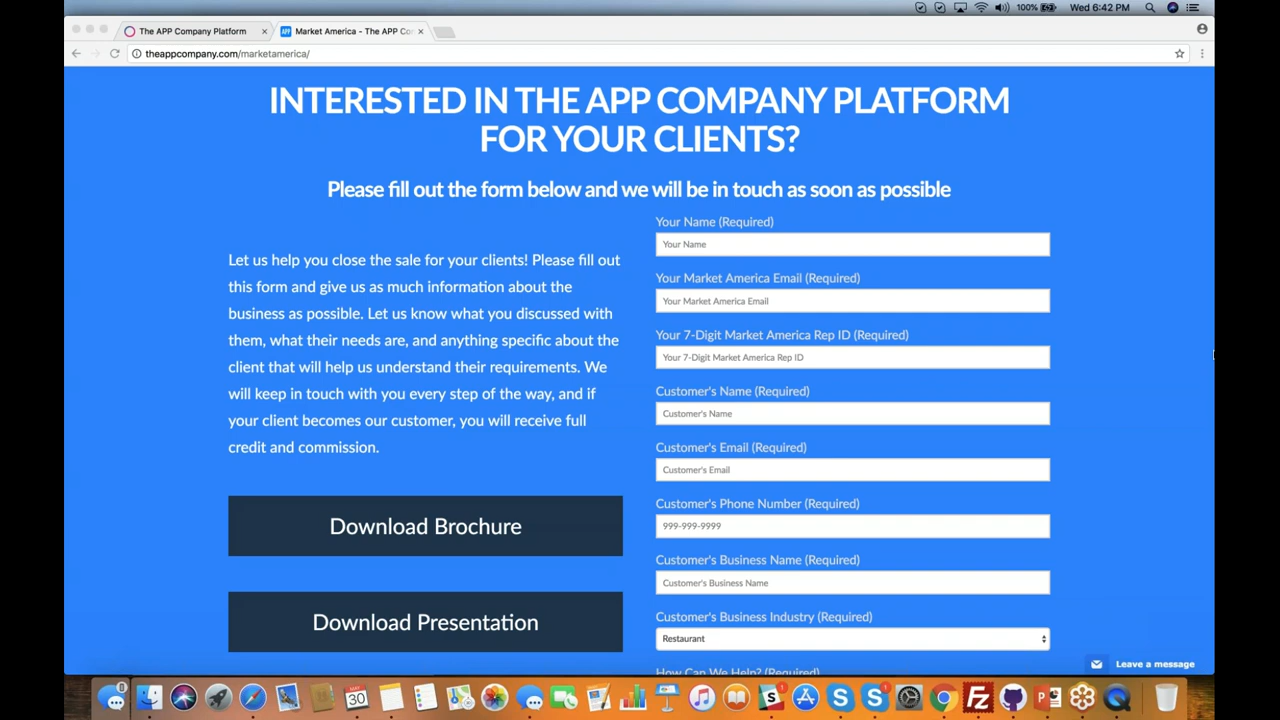 100%
Wed 6:42 PM
The APP Company Platform
APP
Market America - The APP Co
theappcompany.com/marketamerica/
INTERESTED IN THE APP COMPANY PLATFORM
FOR YOUR CLIENTS?
Please fill out the form below and we will be in touch as soon as possible
Let us help you close the sale for your clients! Please fill out
this form and give us as much information about the
business as possible. Let us know what you discussed with
them, what their needs are, and anything specific about the
client that will help us understand their requirements. We
will keep in touch with you every step of the way, and if
your client becomes our customer, you will receive full
credit and commission.
Download Brochure
Download Presentation
Your Name (Required)
Your Name
Your Market America Email (Required)
Your Market America Email
Your 7-Digit Market America Rep ID (Required)
Your 7-Digit Market America Rep ID
Customer's Name (Required)
Customer's Name
Customer's Email (Required)
Customer's Email
Customer's Phone Number (Required)
999-999-9999
Customer's Business Name (Required)
Customer's Business Name
Customer's Business Industry (Required)
Restaurant
How Can We Help? (Required)
Leave a message
30